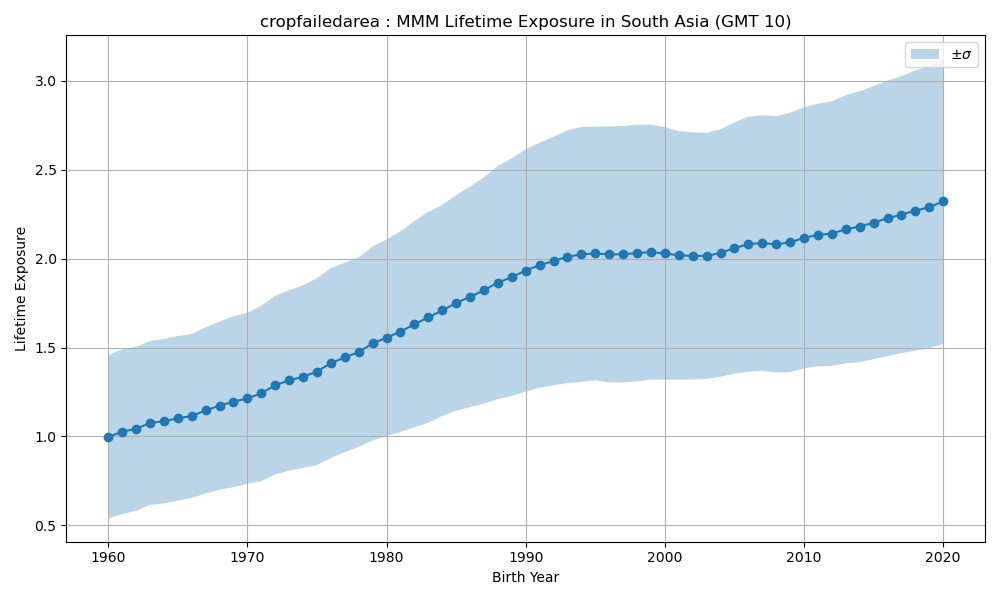 cropfailedarea : MMM Lifetime Exposure in South Asia (GMT 10)
±σ
3.0
2.5
2.0
1.5
1.0
0.5
Lifetime Exposure
1960 1970 1980 1990 2000 2010 2020
Birth Year